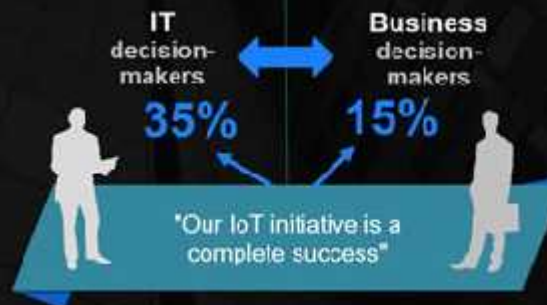 IT
decision-
makers
35%
Business
decision-
makers
15%
"Our IoT initiative is a
complete success"